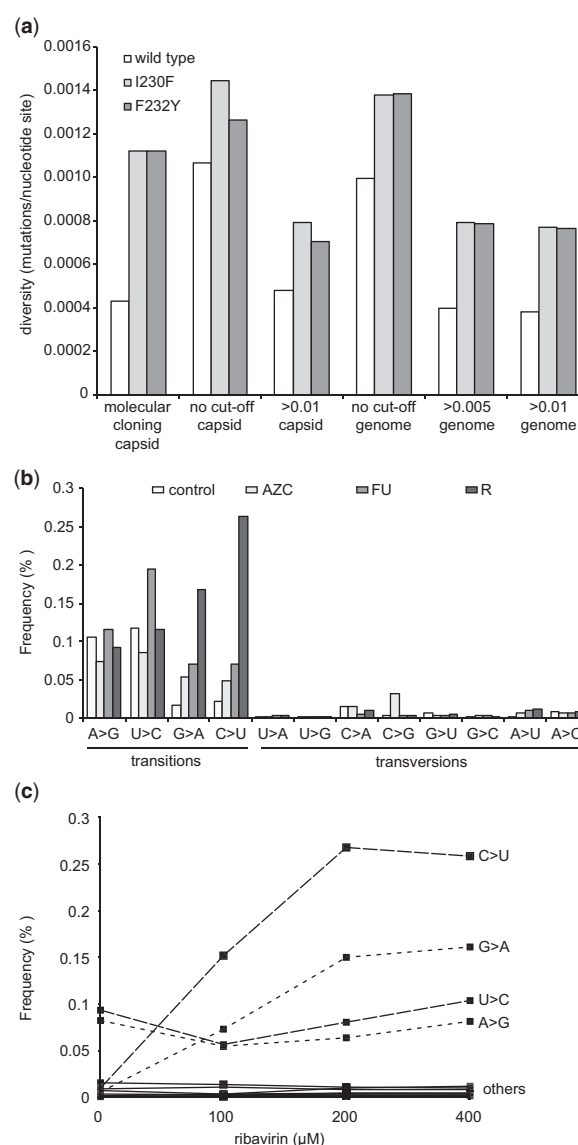 (a)
0.0016
0.0014
0.0012
0.0010
0.0008
0.0006
0.0004
0.0002
0
diversity (mutations/nucleotide site)
wild type
I230F
F232Y
molecular cloning capsid
no cut-off capsid
>0.01 capsid
no cut-off genome
>0.005 genome
>0.01 genome
(b)
0.3
0.25
0.2
0.15
0.1
0.05
0
Frequency (% )
control AZC FU R
A>G U>C G>A C>U U>A U>G C>A C>G G>U G>C A>U A>C
transitions transversions
(c)
0.3
0.25
0.2
0.15
0.1
0.05
0
Frequency (% )
C>U
G>A
U>C
A>G
others
0 100 200 400
ribavirin (µM)